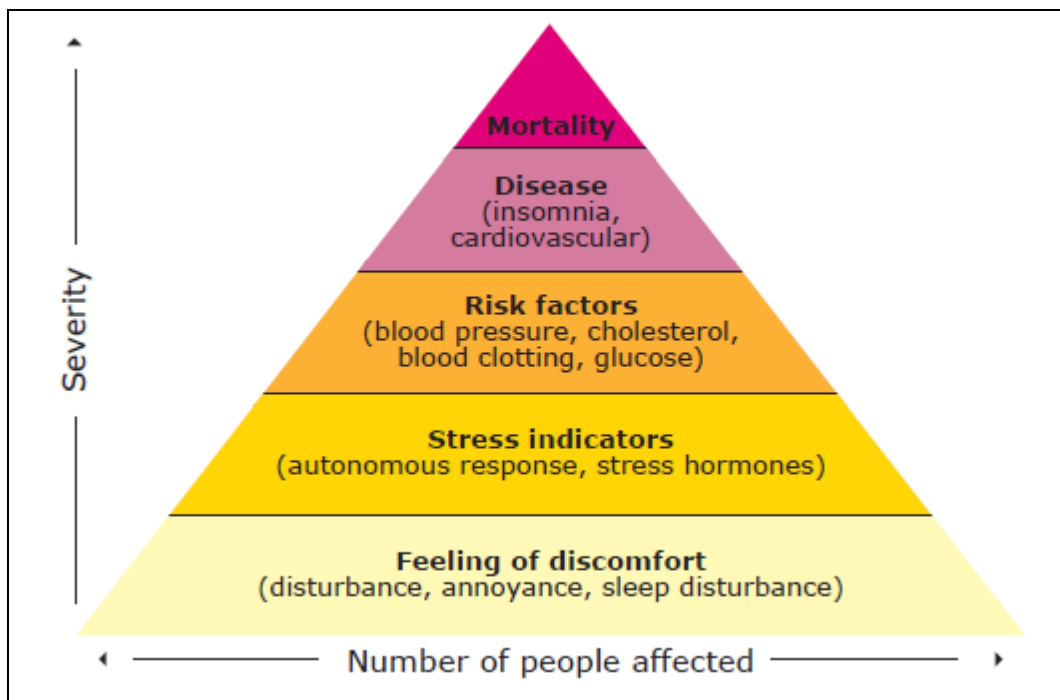 Mortality
Disease
(insomnia,
cardiovascular)
Risk factors
(blood pressure, cholesterol,
blood clotting, glucose)
Stress indicators
(autonomous response, stress hormones)
Feeling of discomfort
(disturbance, annoyance, sleep disturbance)
Severity
Number of people affected